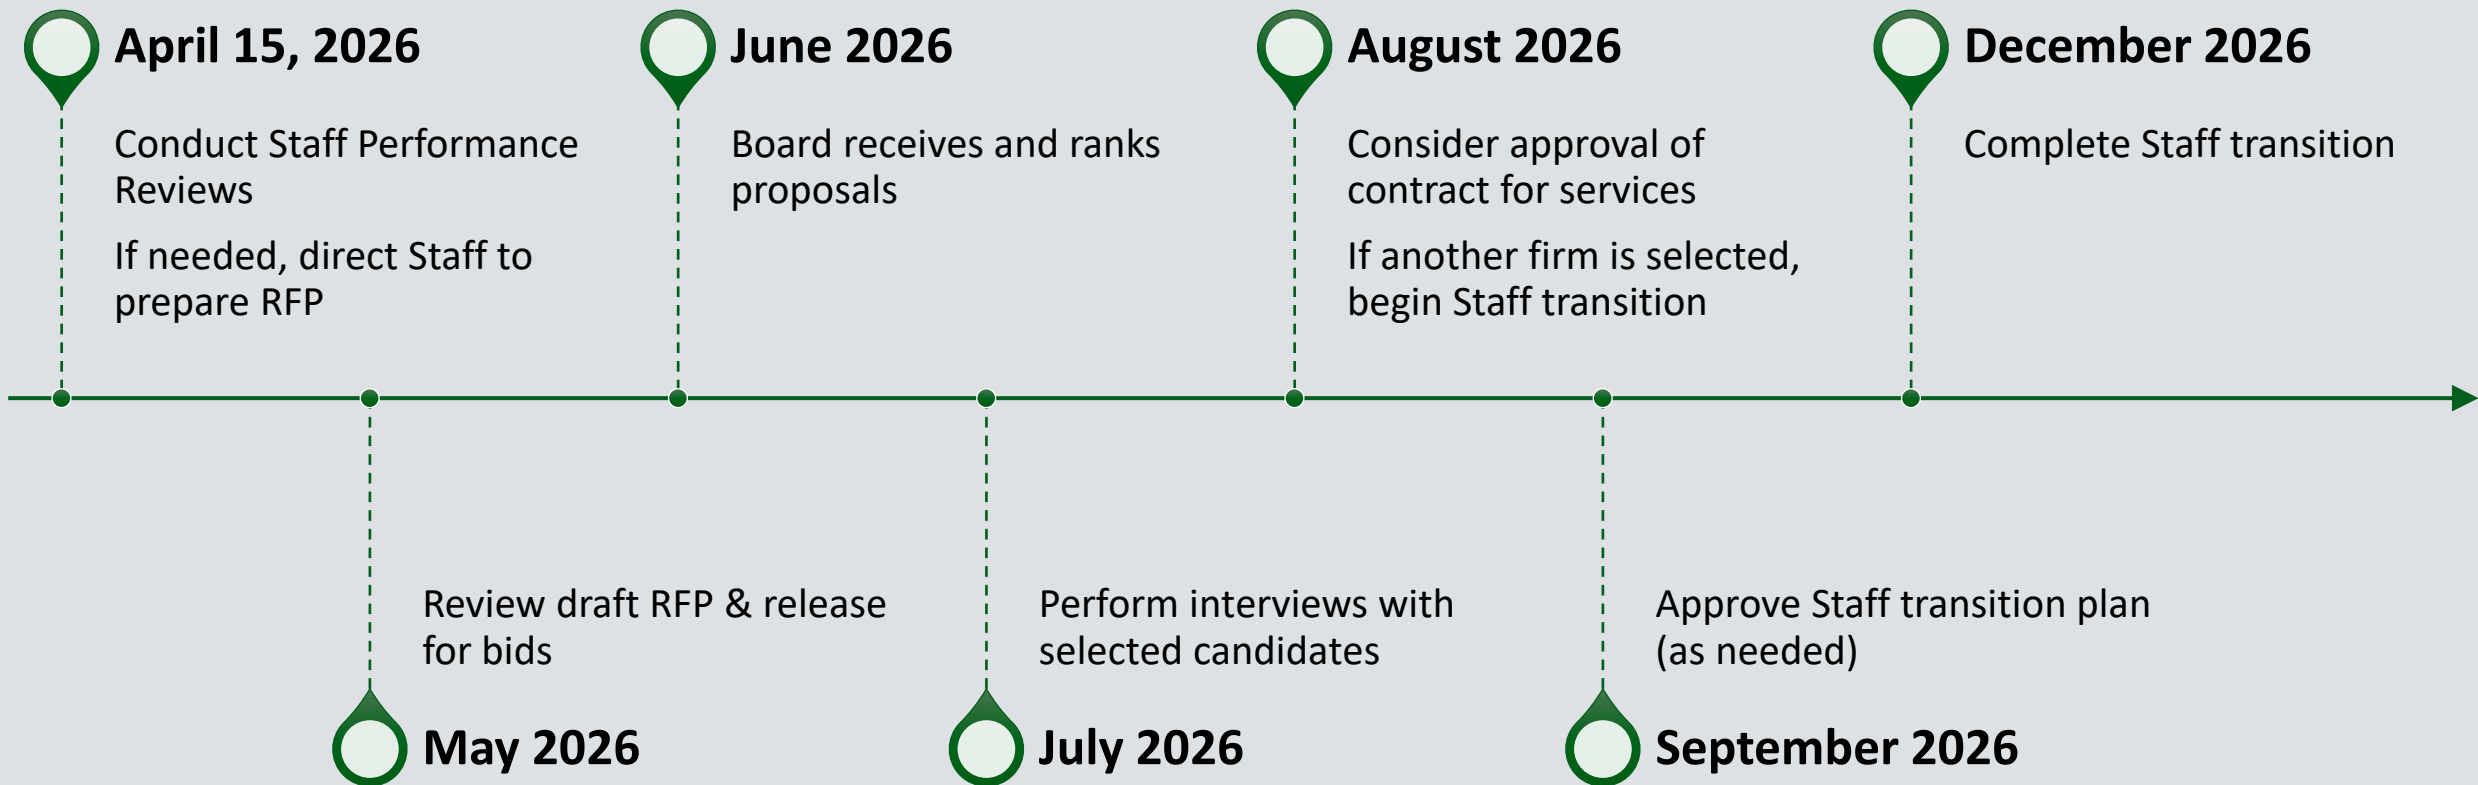 April 15, 2026
Conduct Staff Performance
Reviews
If needed, direct Staff to
prepare RFP
May 2026
Review draft RFP & release
for bids
June 2026
Board receives and ranks
proposals
July 2026
Perform interviews with
selected candidates
August 2026
Consider approval of
contract for services
If another firm is selected,
begin Staff transition
September 2026
Approve Staff transition plan
(as needed)
December 2026
Complete Staff transition